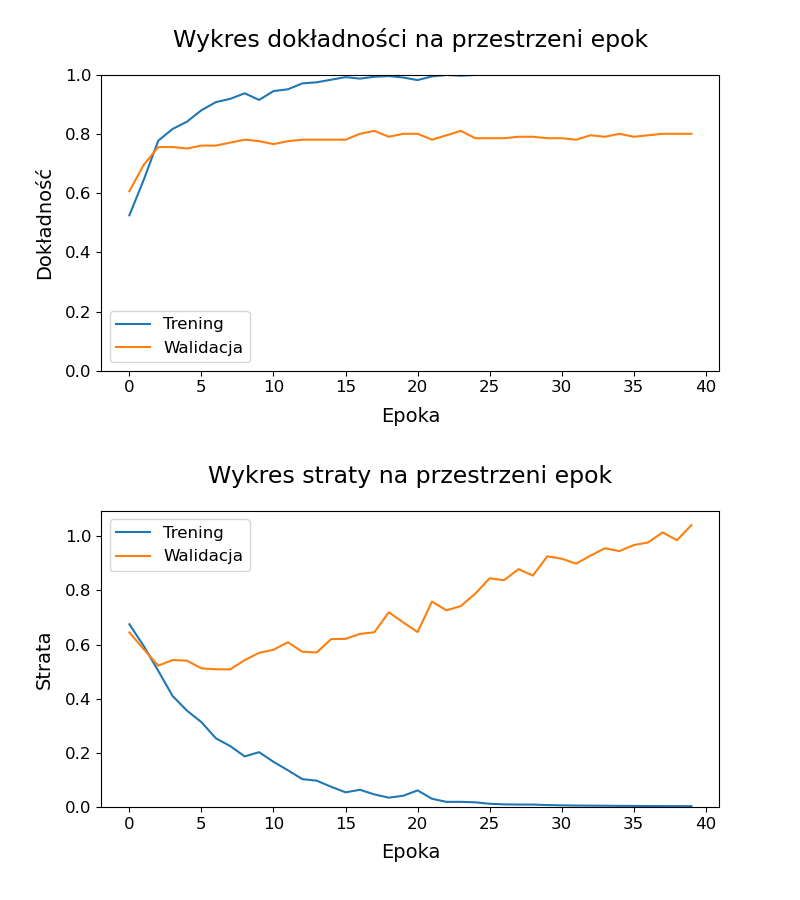 Wykres dokładności na przestrzeni epok
1.0
0.8
0.6
0.4
0.2
0.0
Dokładność
Trening
Walidacja
0 5 10 15 20 25 30 35 40
Epoka
Wykres straty na przestrzeni epok
Trening
Walidacja
1.0
0.8
0.6
0.4
0.2
0.0
Strata
0 5 10 15 20 25 30 35 40
Epoka